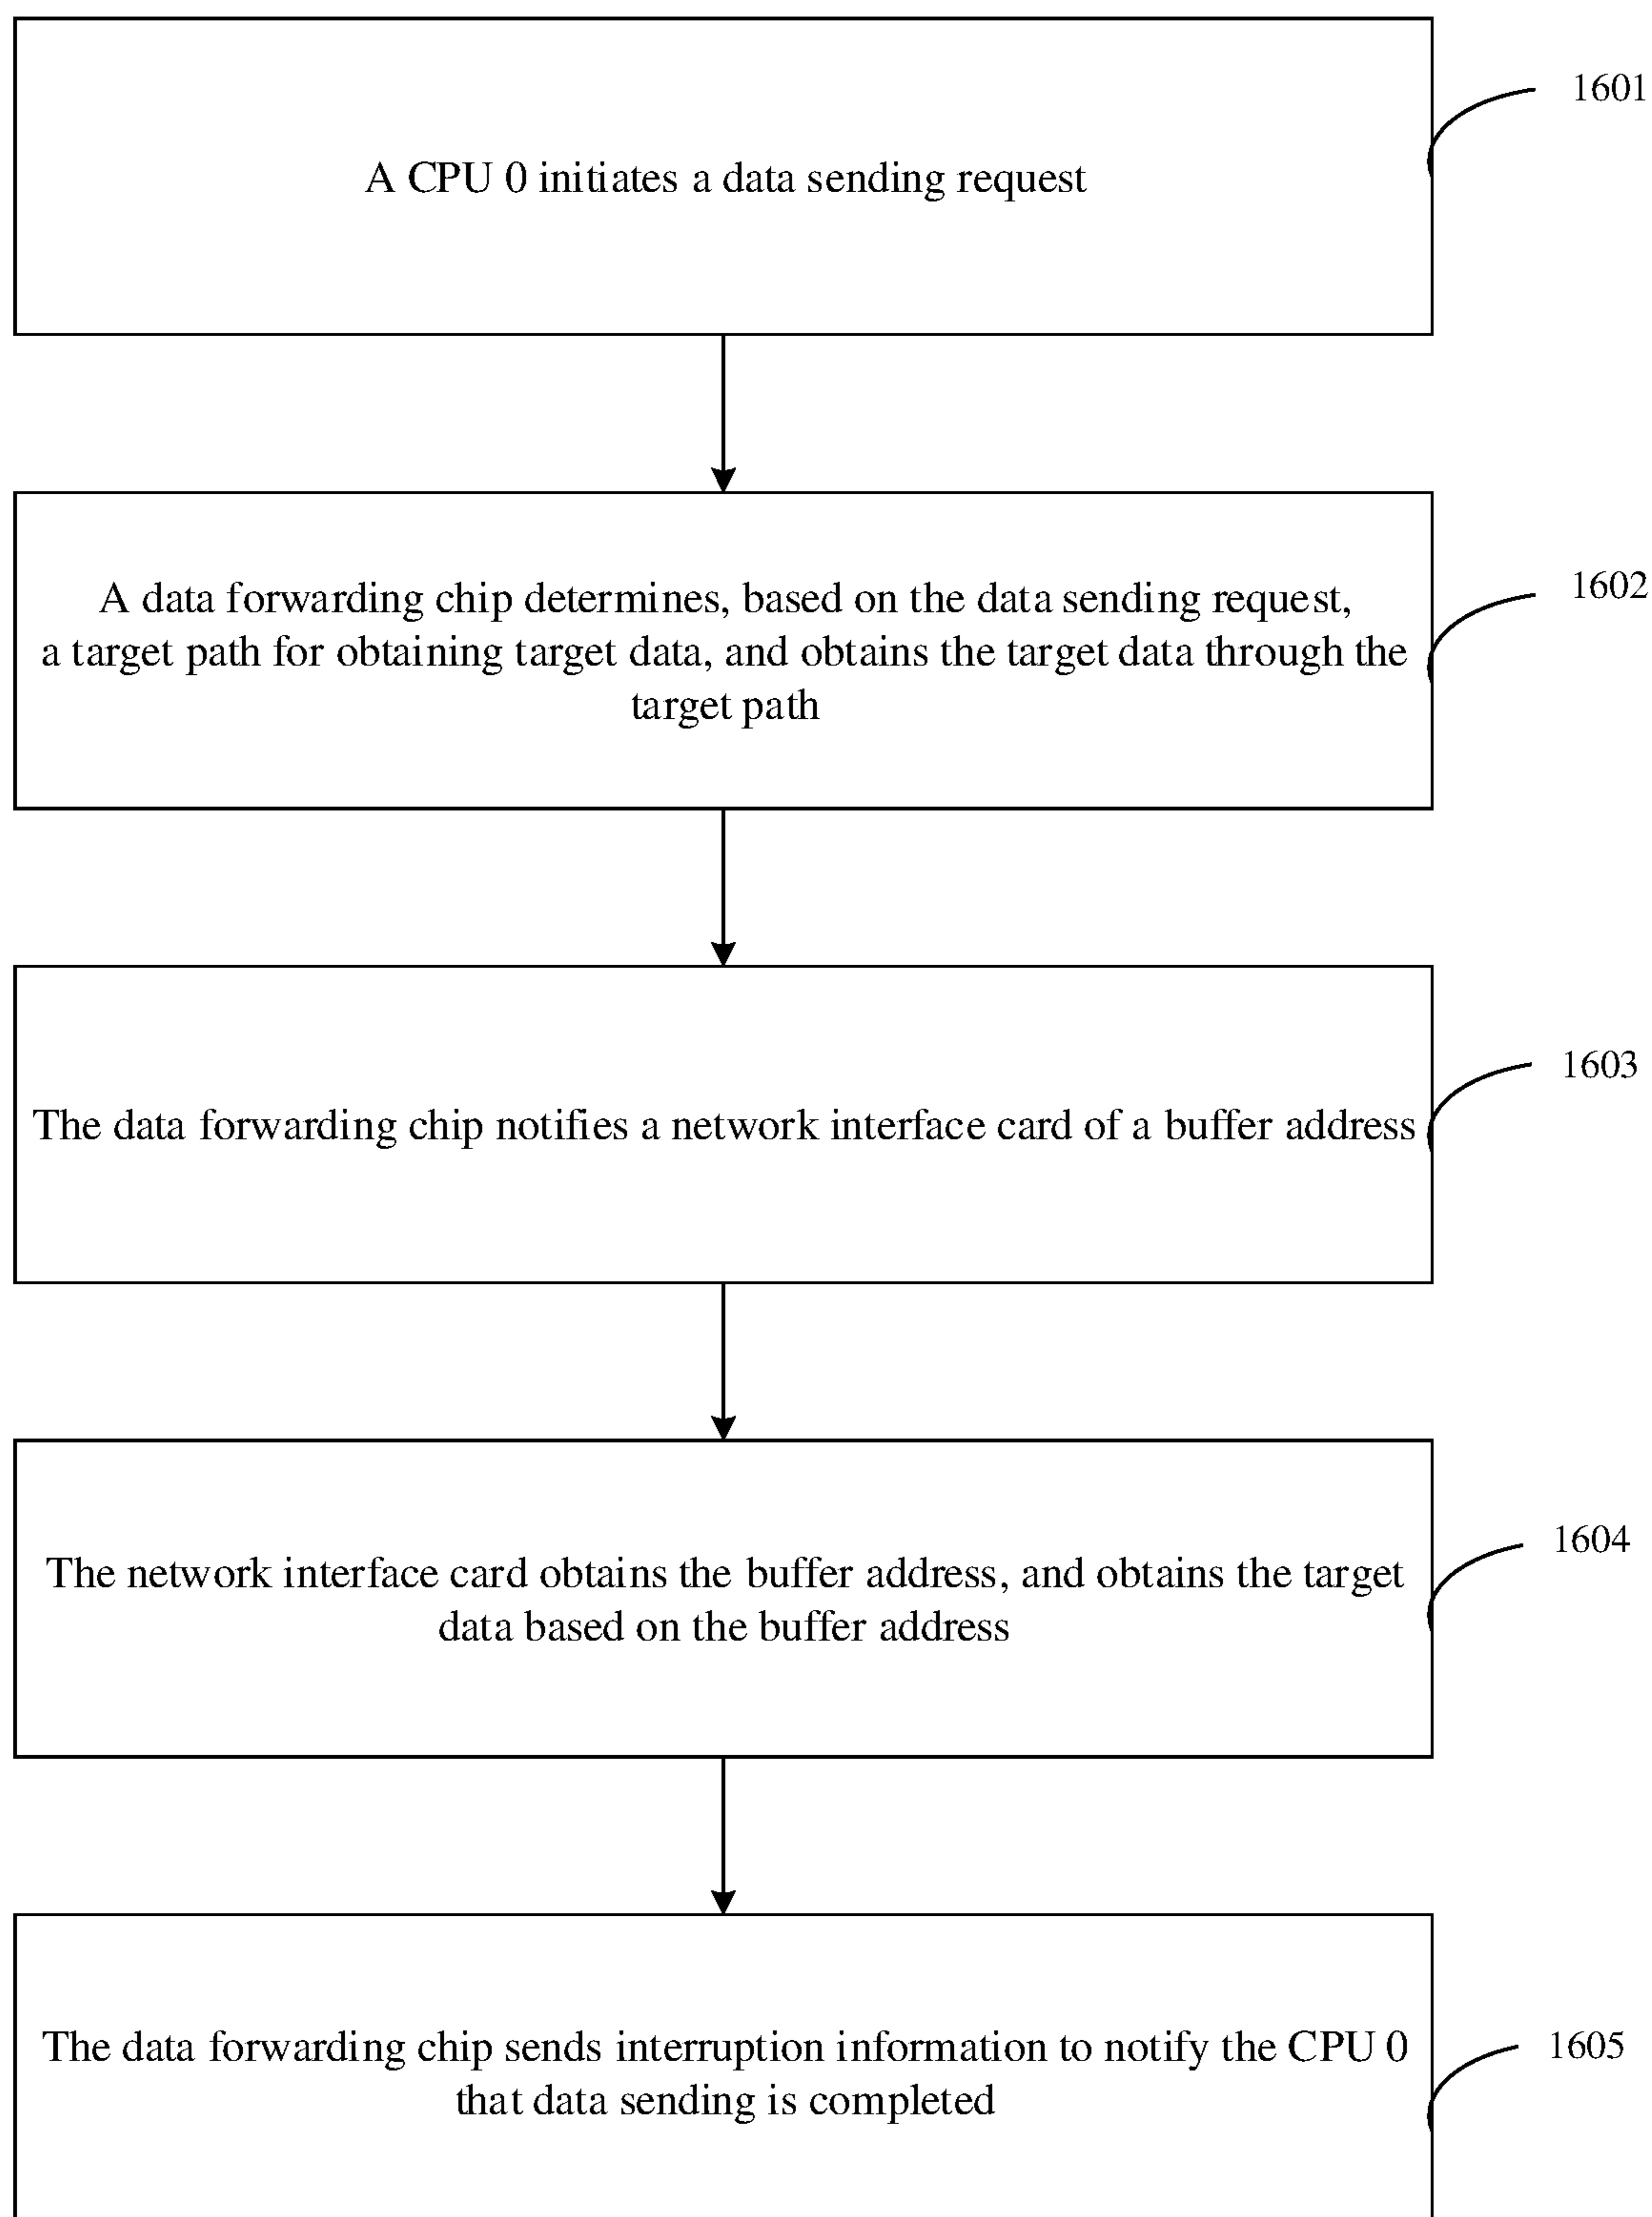 A CPU 0 initiates a data sending request
1601
A data forwarding chip determines, based on the data sending request,
a target path for obtaining target data, and obtains the target data through the
target path
1602
The data forwarding chip notifies a network interface card of a buffer address
1603
The network interface card obtains the buffer address, and obtains the target
data based on the buffer address
1604
The data forwarding chip sends interruption information to notify the CPU 0
that data sending is completed
1605